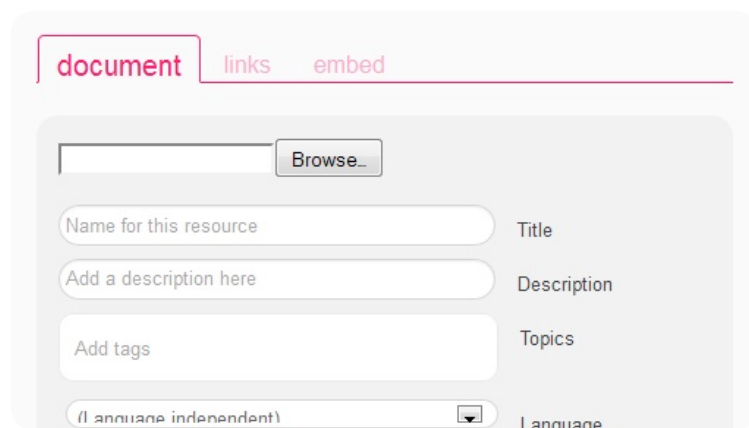 document links embed
Browse...
Name for this resource Title
Add a description here Description
Add tags Topics
(Language independent) Language